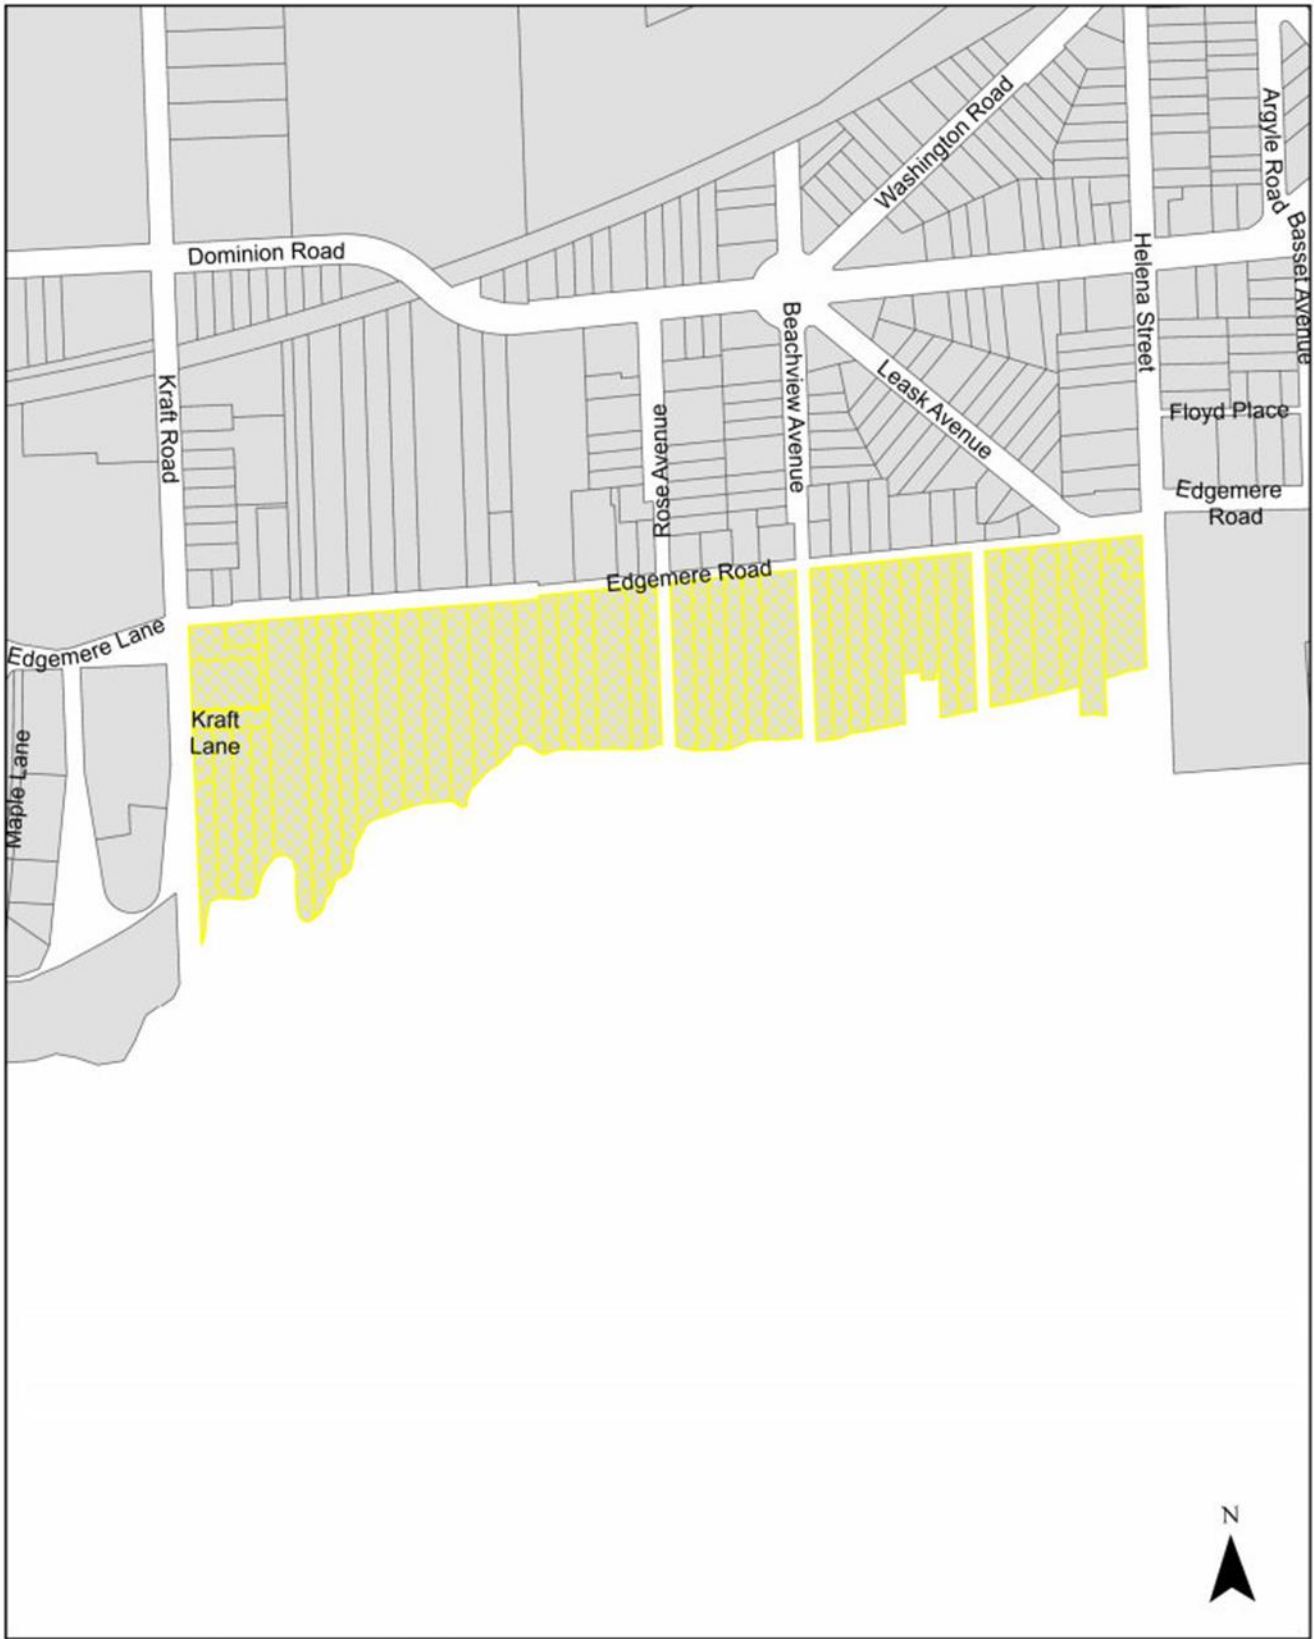 Argyle Road
Washington Road
Basset Avenue
Dominion Road
Helena Street
Beachview Avenue
Leask Avenue
Kraft Road
Floyd Place
Rose Avenue
Edgemere
Road
Edgemere Road
Edgemere Lane
Kraft
Lane
Maple Lane
N